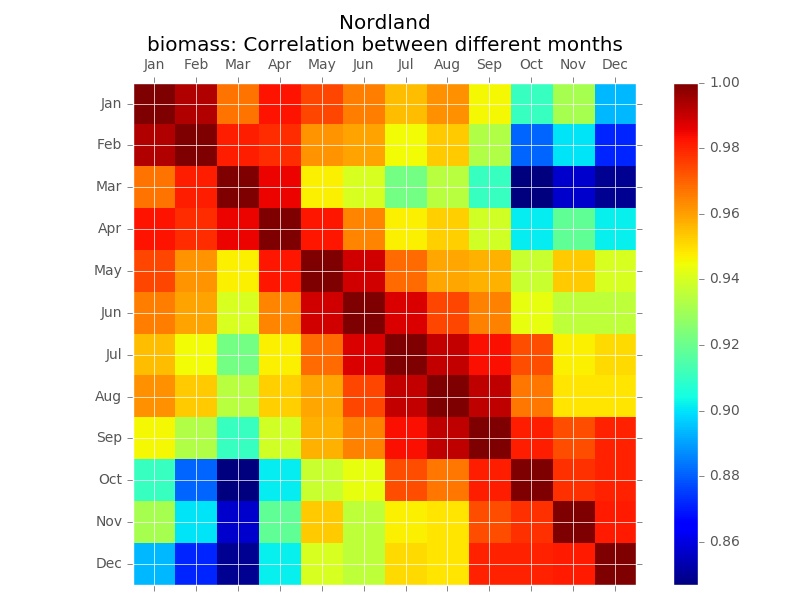 Nordland
biomass: Correlation between different months
Jan Feb Mar Apr May Jun Jul Aug Sep Oct Nov Dec
Jan
Feb
Mar
Apr
May
Jun
Jul
Aug
Sep
Oct
Nov
Dec
1.00
0.98
0.96
0.94
0.92
0.90
0.88
0.86